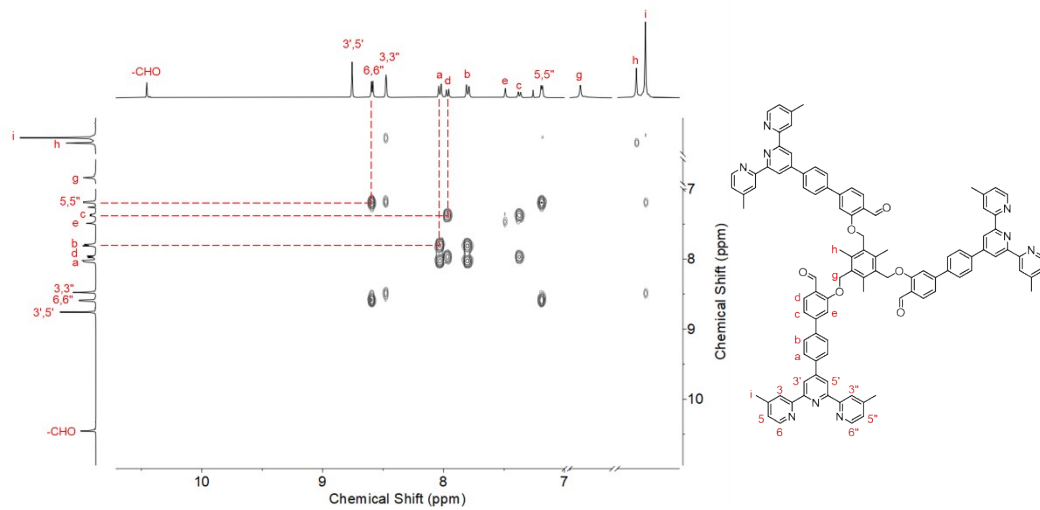 -CHO
3',5'
6,6"
3,3"
a
d
b
e
c
5,5"
g
h
i
i
h
g
5,5"
c
e
b
d
a
3,3"
6,6"
3',5'
-CHO
7
8
9
10
Chemical Shift (ppm)
10
9
8
7
Chemical Shift (ppm)
N
N
N
O
O
h
g
O
O
d
c
e
b
a
3'
5'
i
3
3"
N
5
6
N
N
6"
5"
O
O
N
N
N